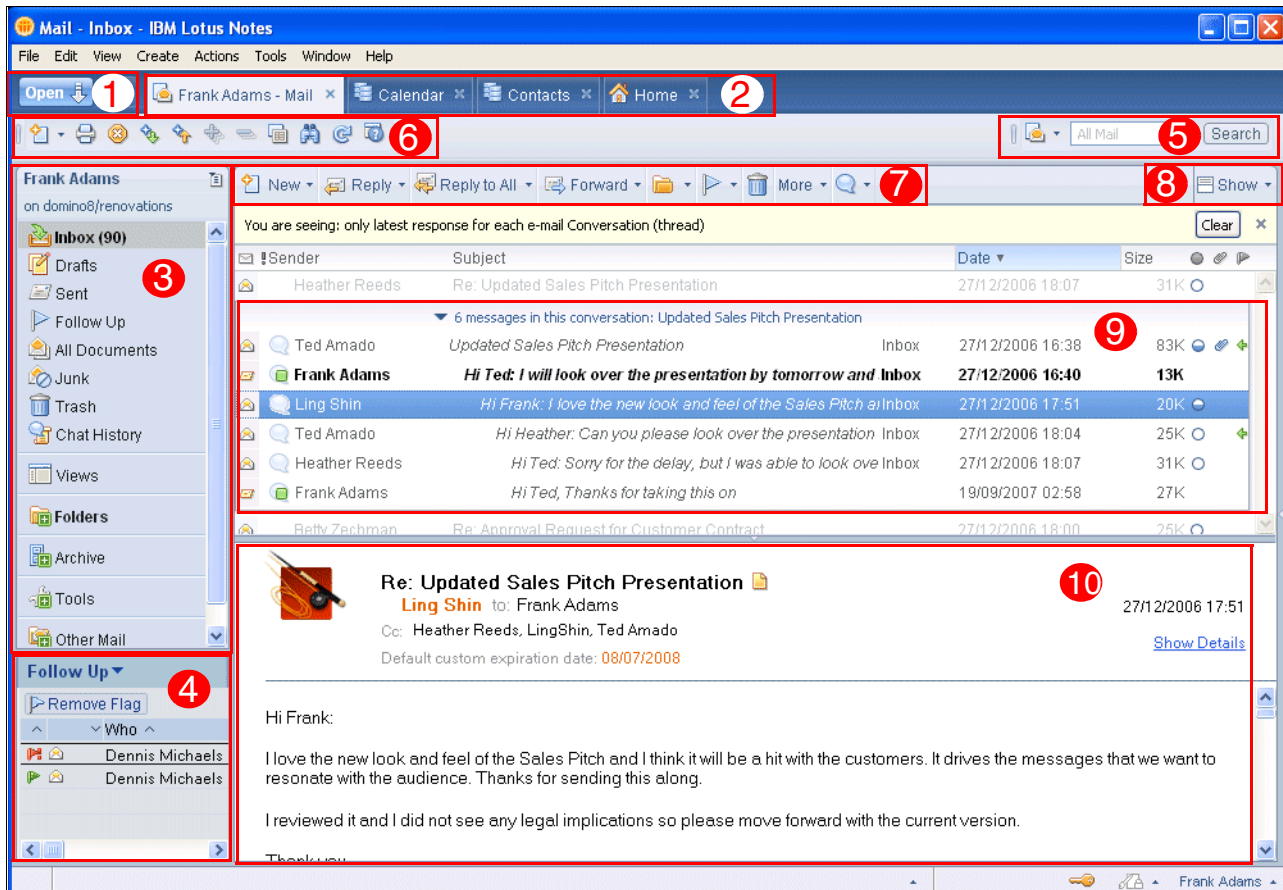 Mail - Inbox - IBM Lotus Notes
File Edit View Create Actions Tools Window Help
Open 1 Frank Adams - Mail × Calendar × Contacts × Home × 2
6 All Mail 5 Search
Frank Adams
on domino8/renovations
New Reply Reply to All Forward More 7 8 Show
You are seeing: only latest response for each e-mail Conversation (thread) Clear ×
Inbox (90)
Drafts
Sent
Follow Up
All Documents
Junk
Trash
Chat History
Views
Folders
Archive
Tools
Other Mail
3
! Sender Subject Date Size
Heather Reeds Re: Updated Sales Pitch Presentation 27/12/2006 18:07 31K
6 messages in this conversation: Updated Sales Pitch Presentation 9
Ted Amado Updated Sales Pitch Presentation Inbox 27/12/2006 16:38 83K
Frank Adams Hi Ted: I will look over the presentation by tomorrow and Inbox 27/12/2006 16:40 13K
Ling Shin Hi Frank: I love the new look and feel of the Sales Pitch Inbox 27/12/2006 17:51 20K
Ted Amado Hi Heather: Can you please look over the presentation Inbox 27/12/2006 18:04 25K
Heather Reeds Hi Ted: Sorry for the delay, but I was able to look ove Inbox 27/12/2006 18:07 31K
Frank Adams Hi Ted, Thanks for taking this on 19/09/2007 02:58 27K
Betty Zechman Re: Approval Request for Customer Contract 27/12/2006 18:00 25K
Follow Up 4
Remove Flag
Who
Dennis Michaels
Dennis Michaels
Re: Updated Sales Pitch Presentation 10
Ling Shin to: Frank Adams 27/12/2006 17:51
Cc: Heather Reeds, LingShin, Ted Amado
Show Details
Default custom expiration date: 08/07/2008
Hi Frank:
I love the new look and feel of the Sales Pitch and I think it will be a hit with the customers. It drives the messages that we want to
resonate with the audience. Thanks for sending this along.
I reviewed it and I did not see any legal implications so please move forward with the current version.
Thank you
Frank Adams